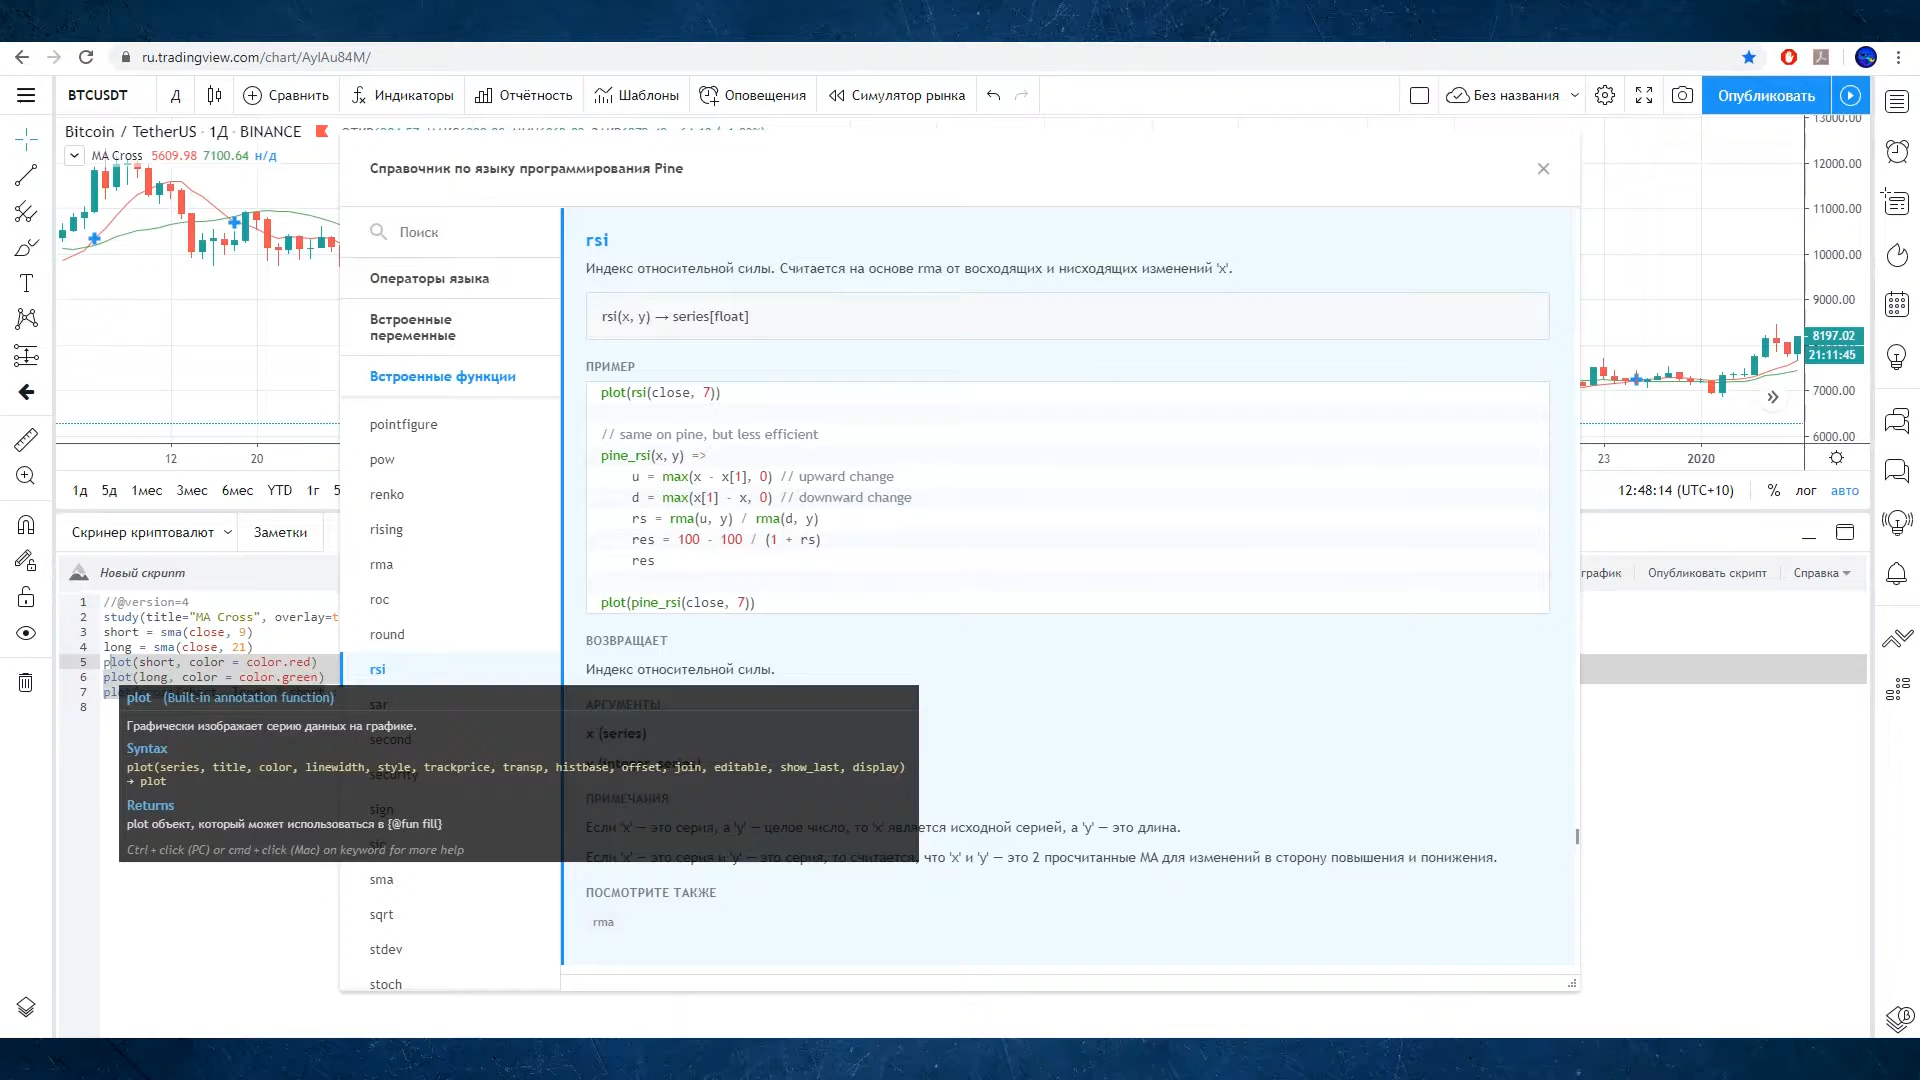 ru.tradingview.com/chart/AyIAu84M/
BTCUSDT Д Сравнить Индикаторы Отчётность Шаблоны Оповещения Симулятор рынка Без названия Опубликовать
Bitcoin / TetherUS · 1Д · BINANCE
MA Cross 5609.98 7100.64 н/д
13000.00
12000.00
11000.00
10000.00
9000.00
8197.02
21:11:45
7000.00
6000.00
12 20 23 2020
1д 5д 1мес 3мес 6мес YTD 1г 5
12:48:14 (UTC+10) % лог авто
Скринер криптовалют Заметки
Новый скрипт
график Опубликовать скрипт Справка
1 //@version=4
2 study(title="MA Cross", overlay=t
3 short = sma(close, 9)
4 long = sma(close, 21)
5 plot(short, color = color.red)
6 plot(long, color = color.green)
7
8
Справочник по языку программирования Pine
Поиск
Операторы языка
Встроенные
переменные
Встроенные функции
pointfigure
pow
renko
rising
rma
roc
round
rsi
sar
second
security
sign
sin
sma
sqrt
stdev
stoch
rsi
Индекс относительной силы. Считается на основе rma от восходящих и нисходящих изменений 'x'.
rsi(x, y) → series[float]
ПРИМЕР
plot(rsi(close, 7))
// same on pine, but less efficient
pine_rsi(x, y) =>
u = max(x - x[1], 0) // upward change
d = max(x[1] - x, 0) // downward change
rs = rma(u, y) / rma(d, y)
res = 100 - 100 / (1 + rs)
res
plot(pine_rsi(close, 7))
ВОЗВРАЩАЕТ
Индекс относительной силы.
АРГУМЕНТЫ
x (series)
ПРИМЕЧАНИЯ
Если 'x' — это серия, а 'y' — целое число, то 'x' является исходной серией, а 'y' — это длина.
Если 'x' — это серия и 'y' — это серия, то считается, что 'x' и 'y' — это 2 просчитанные МА для изменений в сторону повышения и понижения.
ПОСМОТРИТЕ ТАКЖЕ
rma
plot (Built-in annotation function)
Графически изображает серию данных на графике.
Syntax
plot(series, title, color, linewidth, style, trackprice, transp, histbase, offset, join, editable, show_last, display)
→ plot
Returns
plot объект, который может использоваться в {@fun fill}
Ctrl + click (PC) or cmd + click (Mac) on keyword for more help